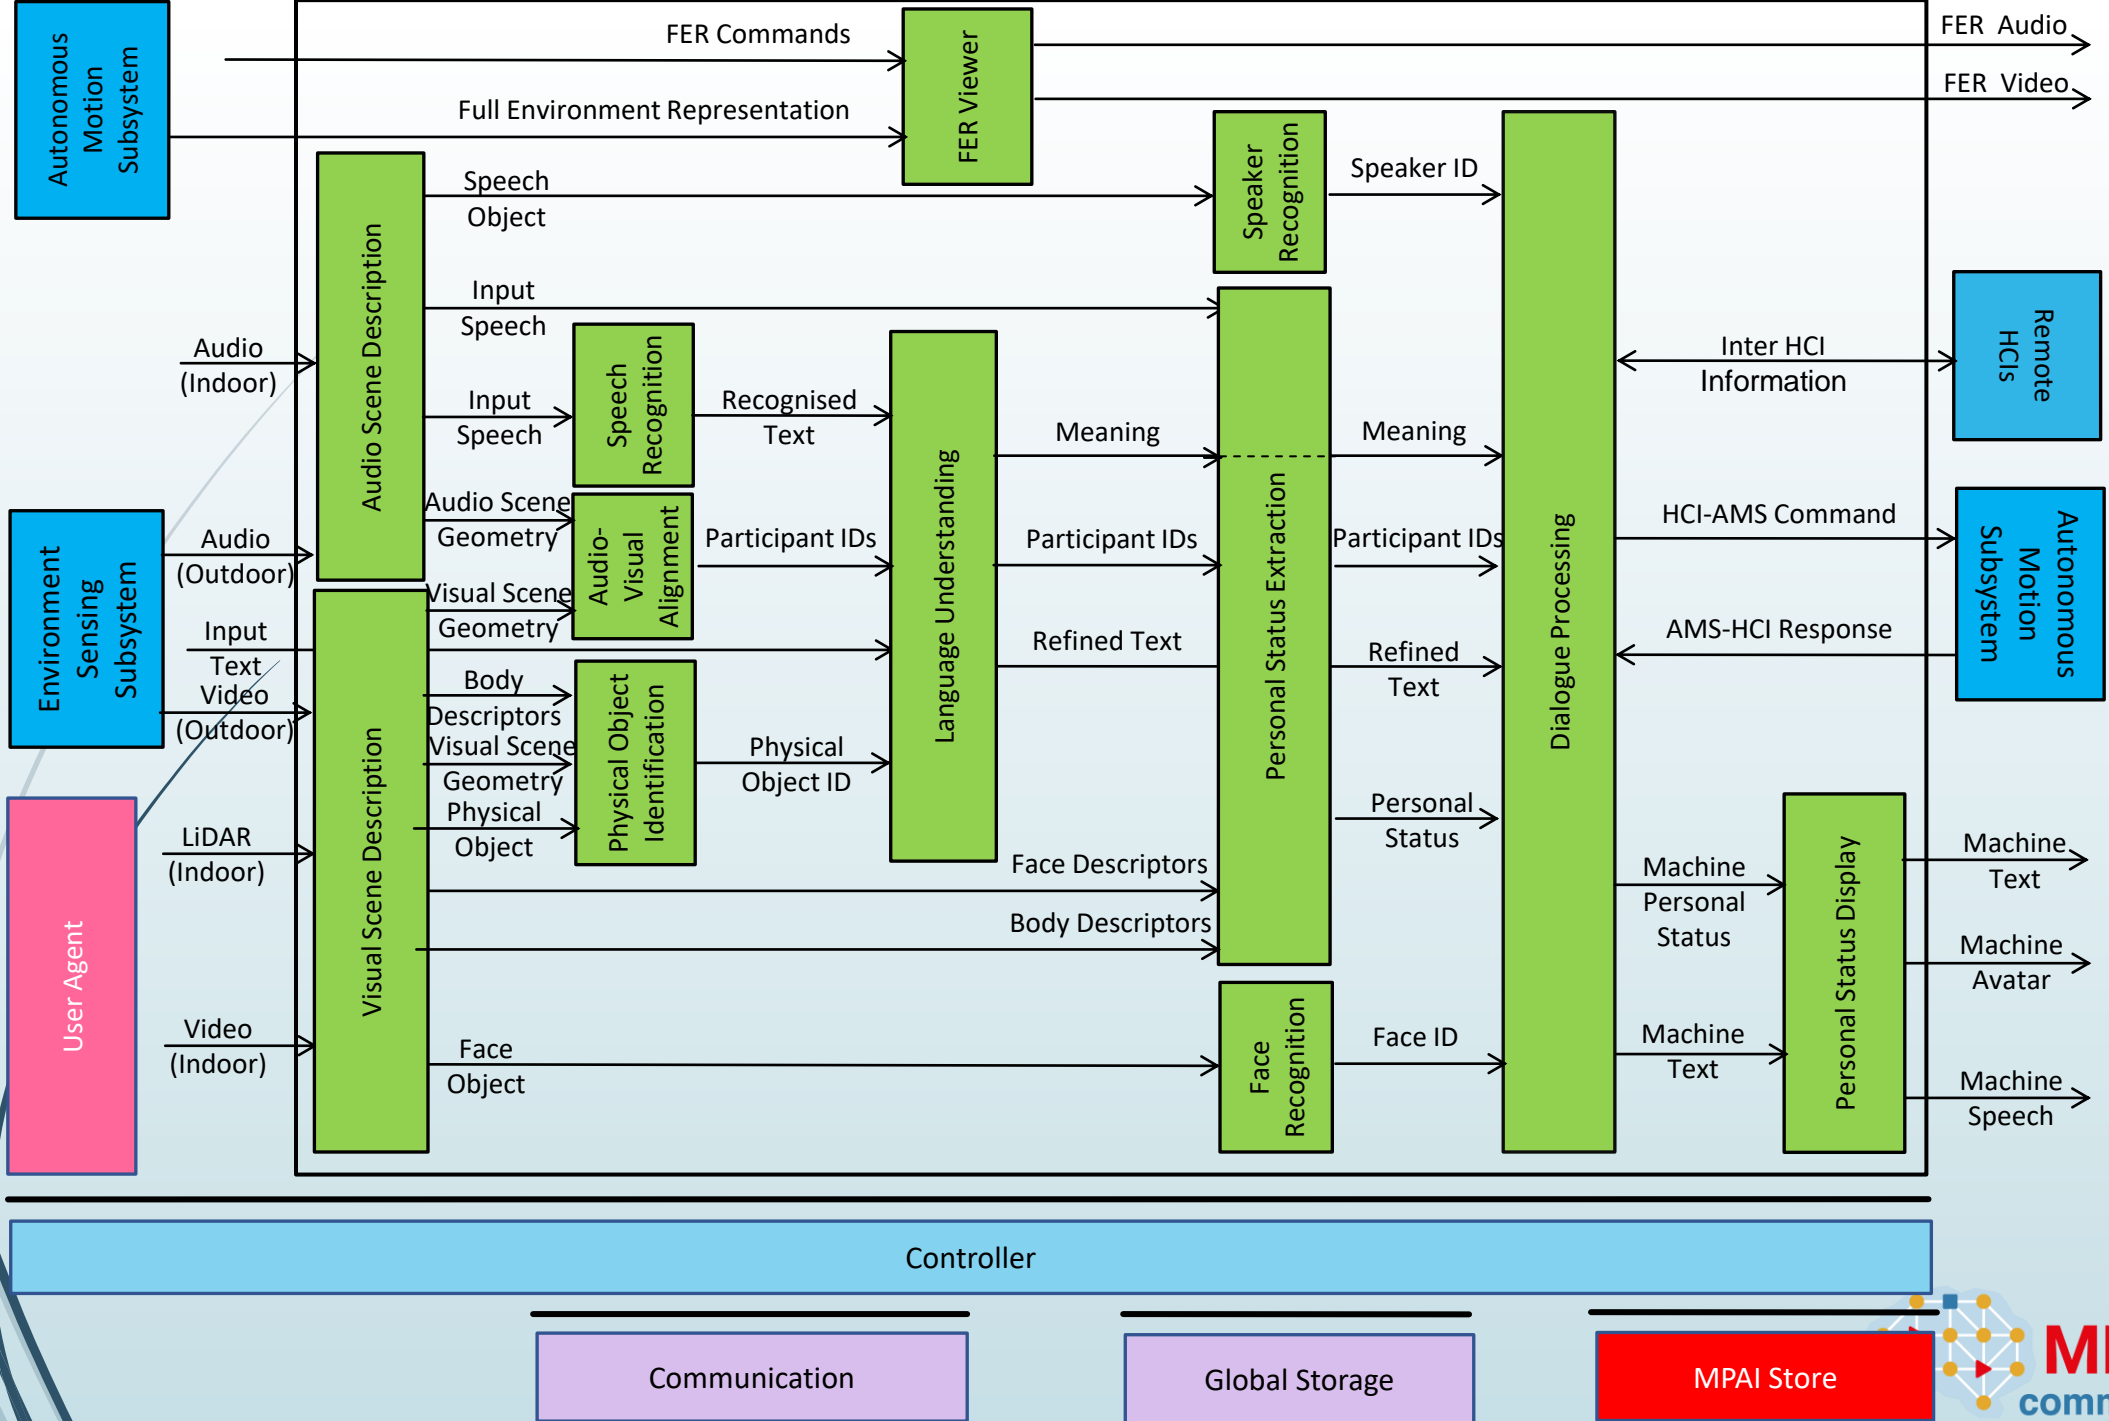 Autonomous
Motion
Subsystem
FER Commands
Full Environment Representation
FER Viewer
FER Audio
FER Video
Speech
Object
Speaker
Recognition
Speaker ID
Audio Scene Description
Input
Speech
Audio
(Indoor)
Input
Speech
Speech
Recognition
Recognised
Text
Language Understanding
Meaning
Meaning
Personal Status Extraction
Dialogue Processing
Inter HCI
Information
Remote
HCIs
Environment
Sensing
Subsystem
Audio
(Outdoor)
Audio Scene
Geometry
Visual Scene
Geometry
Audio-
Visual
Alignment
Participant IDs
Participant IDs
Participant IDs
HCI-AMS Command
AMS-HCI Response
Autonomous
Motion
Subsystem
Input
Text
Video
(Outdoor)
Refined Text
Refined
Text
Visual Scene Description
Body
Descriptors
Visual Scene
Geometry
Physical
Object
Physical Object
Identification
Physical
Object ID
Personal
Status
User Agent
LiDAR
(Indoor)
Face Descriptors
Body Descriptors
Machine
Personal
Status
Personal Status Display
Machine
Text
Machine
Avatar
Machine
Speech
Video
(Indoor)
Face
Object
Face
Recognition
Face ID
Machine
Text
Controller
Communication
Global Storage
MPAI Store